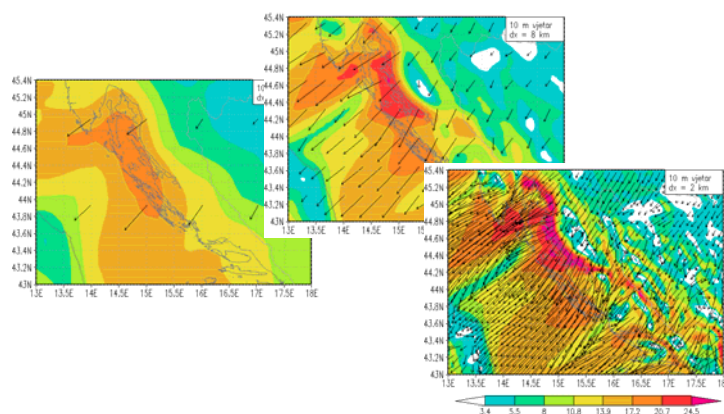 10 m vjetar
dx = 8 km
45.4N
45.2N
45N
44.8N
44.6N
44.4N
44.2N
44N
43.8N
43.6N
43.4N
43.2N
43N
13E 13.5E 14E 14.5E 15E
10
dx
45.4N
45.2N
45N
44.8N
44.6N
44.4N
44.2N
44N
43.8N
43.6N
43.4N
43.2N
43N
13E 13.5E 14E 14.5E 15E 15.5E 16E 16.5E 17E 17.5E 18E
10 m vjetar
dx = 2 km
45.4N
45.2N
45N
44.8N
44.6N
44.4N
44.2N
44N
43.8N
43.6N
43.4N
43.2N
43N
13E 13.5E 14E 14.5E 15E 15.5E 16E 16.5E 17E 17.5E
3.4 5.5 8 10.8 13.9 17.2 20.7 24.5